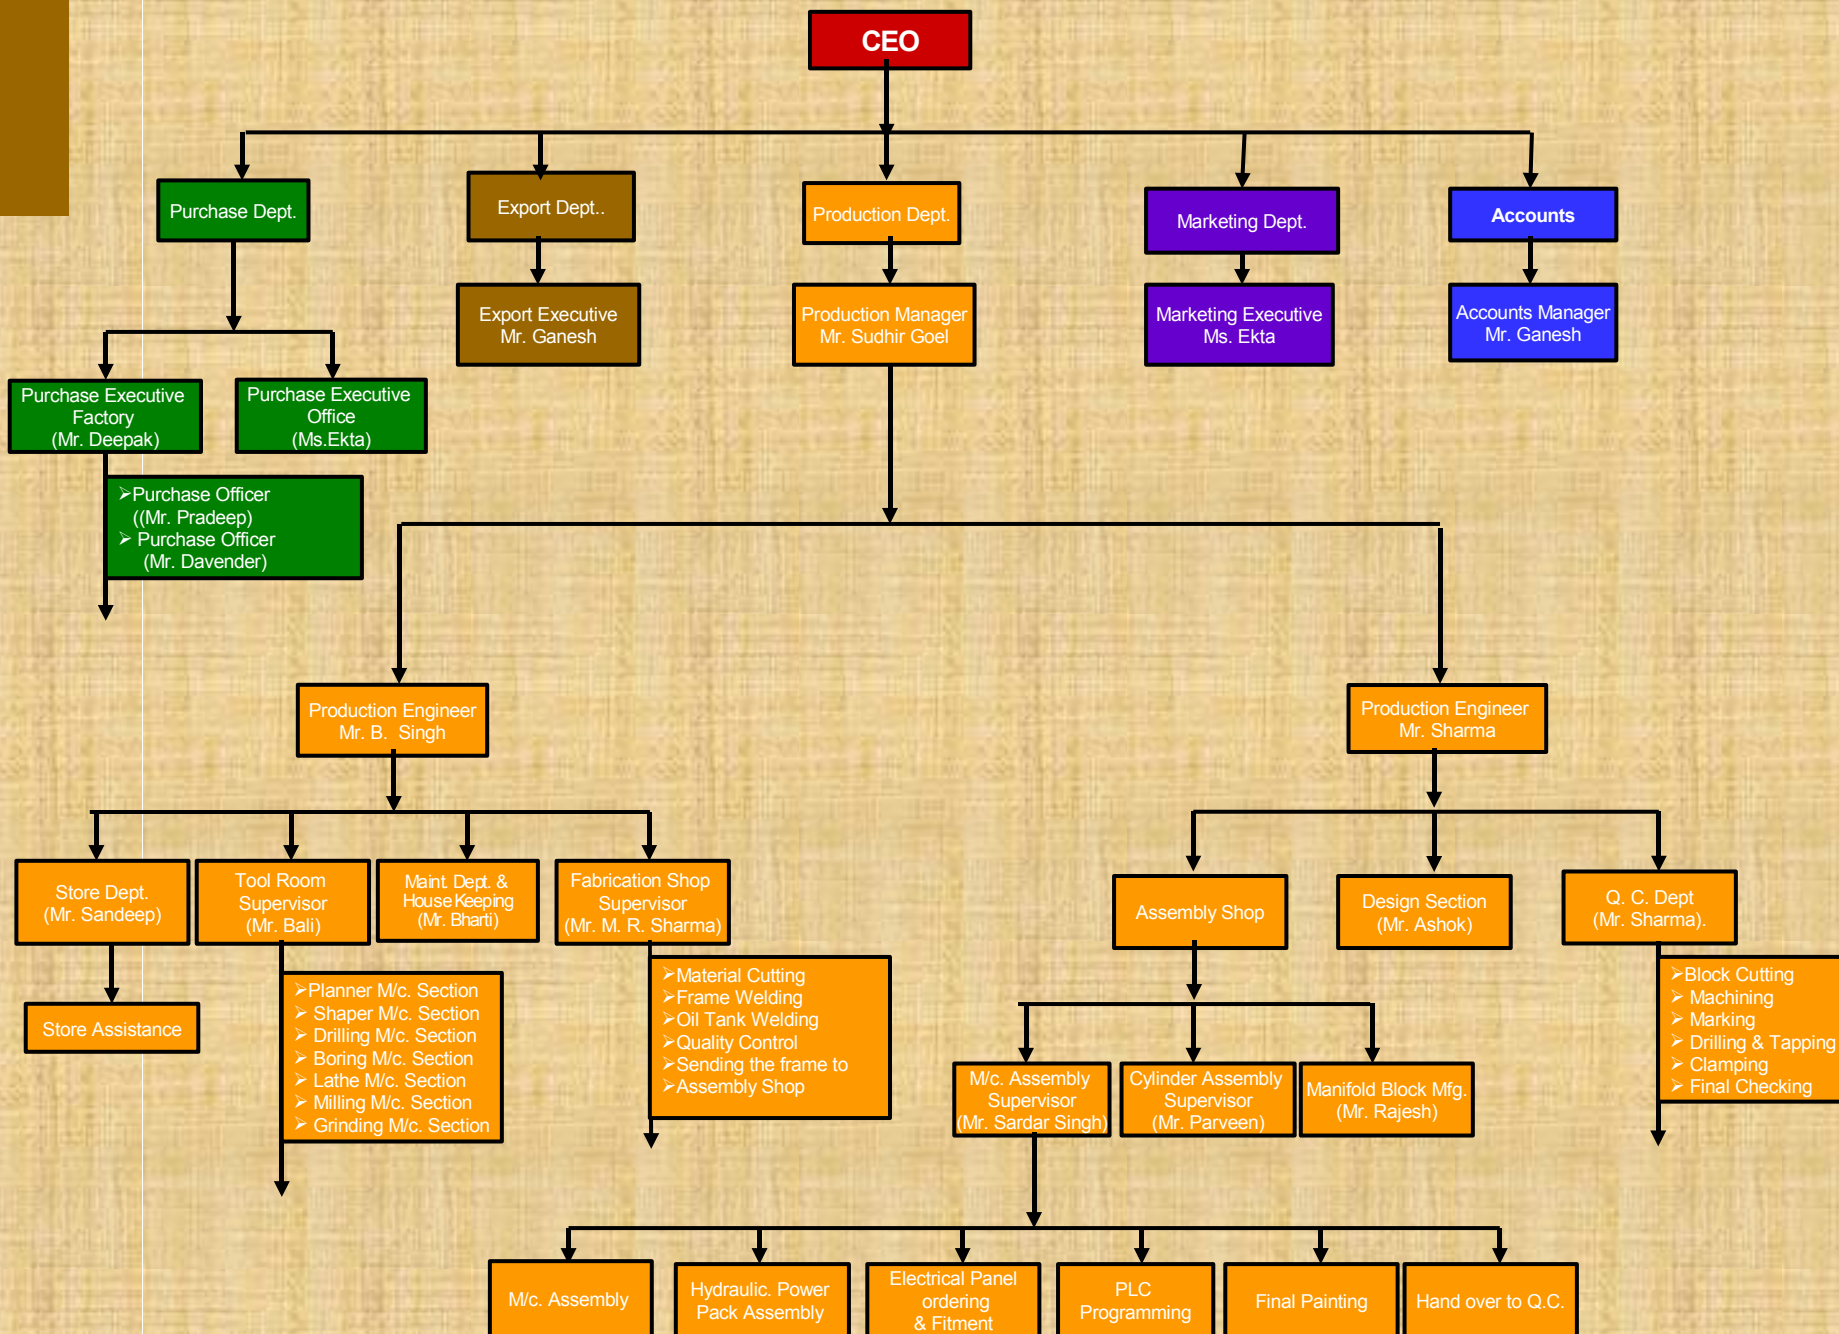 CEO
Purchase Dept.
Export Dept..
Production Dept.
Marketing Dept.
Accounts
Export Executive
Mr. Ganesh
Production Manager
Mr. Sudhir Goel
Marketing Executive
Ms. Ekta
Accounts Manager
Mr. Ganesh
Purchase Executive
Factory
(Mr. Deepak)
Purchase Executive
Office
(Ms.Ekta)
➢Purchase Officer
((Mr. Pradeep)
➢ Purchase Officer
(Mr. Davender)
Production Engineer
Mr. B. Singh
Production Engineer
Mr. Sharma
Store Dept.
(Mr. Sandeep)
Tool Room
Supervisor
(Mr. Bali)
Maint. Dept. &
House Keeping
(Mr. Bharti)
Fabrication Shop
Supervisor
(Mr. M. R. Sharma)
Assembly Shop
Design Section
(Mr. Ashok)
Q. C. Dept
(Mr. Sharma).
Store Assistance
➢Planner M/c. Section
➢ Shaper M/c. Section
➢ Drilling M/c. Section
➢ Boring M/c. Section
➢ Lathe M/c. Section
➢ Milling M/c. Section
➢ Grinding M/c. Section
➢Material Cutting
➢Frame Welding
➢Oil Tank Welding
➢Quality Control
➢Sending the frame to
➢Assembly Shop
➢Block Cutting
➢ Machining
➢ Marking
➢ Drilling & Tapping
➢ Clamping
➢ Final Checking
M/c. Assembly
Supervisor
(Mr. Sardar Singh)
Cylinder Assembly
Supervisor
(Mr. Parveen)
Manifold Block Mfg.
(Mr. Rajesh)
M/c. Assembly
Hydraulic. Power
Pack Assembly
Electrical Panel
ordering
& Fitment
PLC
Programming
Final Painting
Hand over to Q.C.